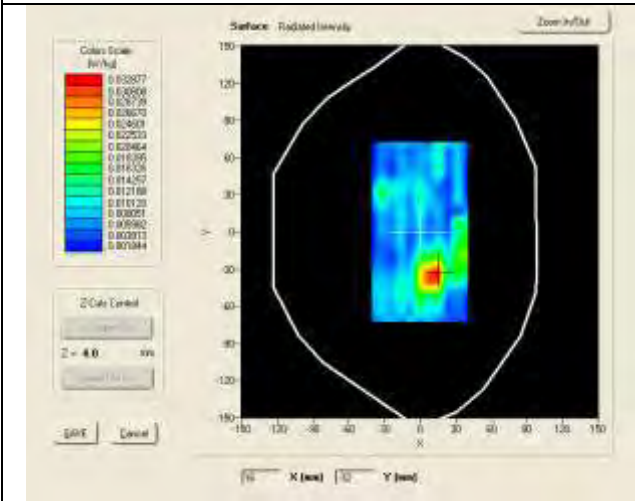 Surface: Radiated Intensity
Zoom In/Out
Colors Scale
(W/kg)
0.032877
0.030808
0.028739
0.026670
0.024601
0.022533
0.020464
0.018395
0.016326
0.014257
0.012188
0.010120
0.008051
0.005982
0.003913
0.001844
150
120
90
60
30
0
-30
-60
-90
-120
-150
Y
-150 -120 -90 -60 -30 0 30 60 90 120 150
X
Z = 4.0 mm
SAVE
Cancel
X (mm)
Y (mm)